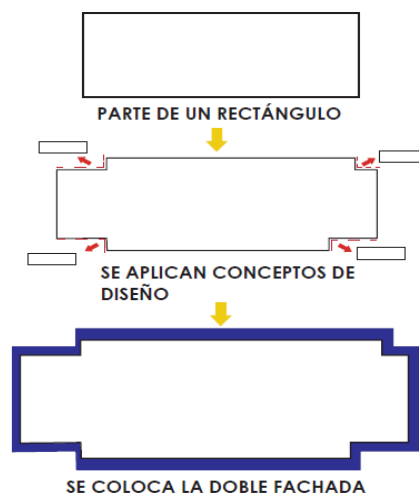 PARTE DE UN RECTÁNGULO
SE APLICAN CONCEPTOS DE
DISEÑO
SE COLOCA LA DOBLE FACHADA